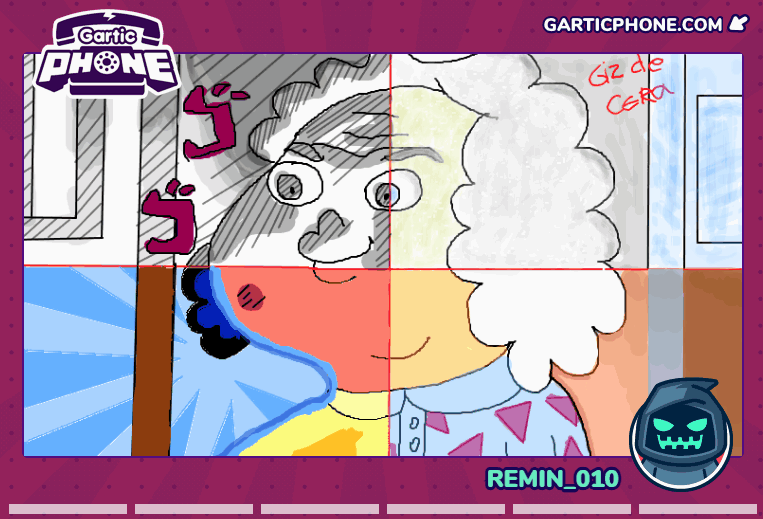 Gartic
PHONE
GARTICPHONE.COM
Giz de
CERA
ゴ
ゴ
REMIN_010